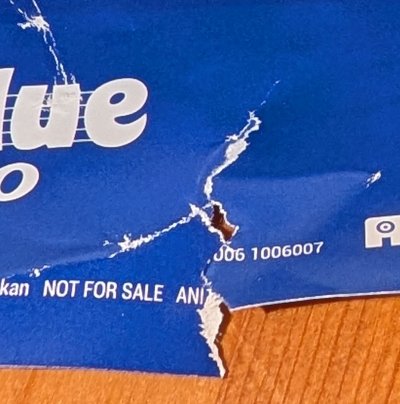 lue
o
006 1006007
kan NOT FOR SALE ANI
A